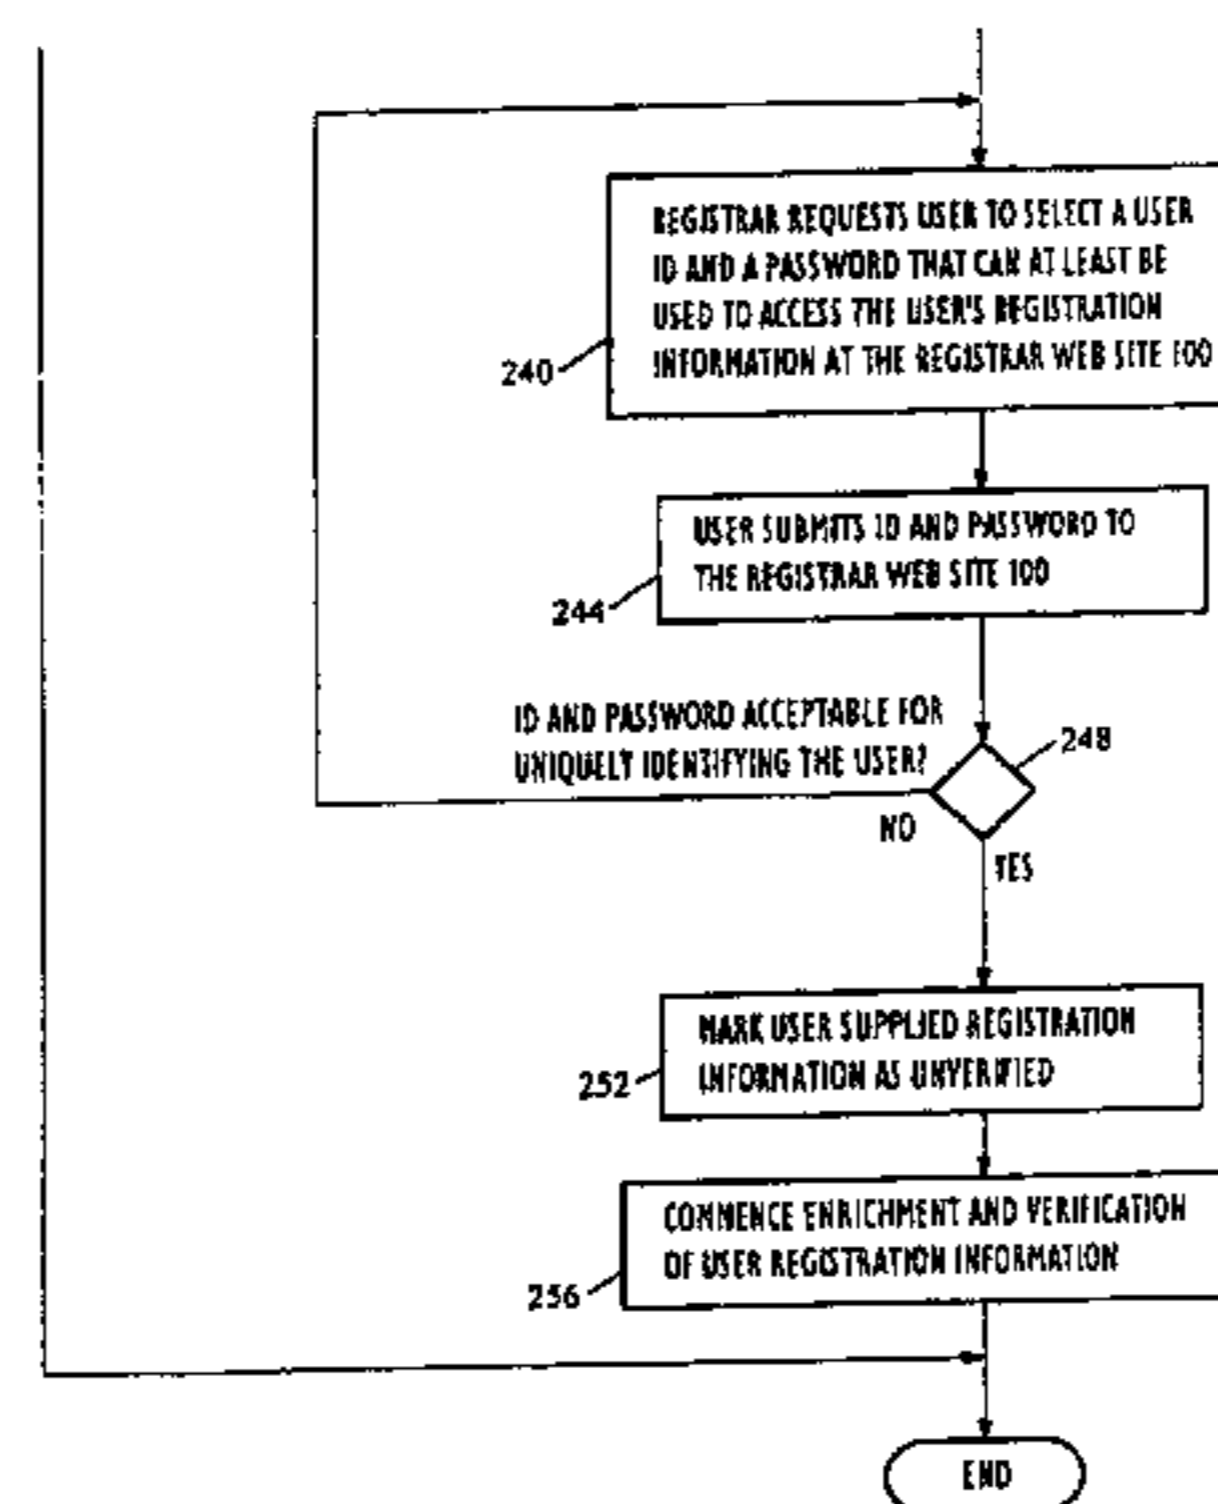 REGISTRAR REQUESTS USER TO SELECT A USER
ID AND A PASSWORD THAT CAN AT LEAST BE
USED TO ACCESS THE USER'S REGISTRATION
INFORMATION AT THE REGISTRAR WEB SITE 100
240
USER SUBMITS ID AND PASSWORD TO
THE REGISTRAR WEB SITE 100
244
ID AND PASSWORD ACCEPTABLE FOR
UNIQUELY IDENTIFYING THE USER?
248
NO
YES
MARK USER SUPPLIED REGISTRATION
INFORMATION AS UNVERIFIED
252
COMMENCE ENRICHMENT AND VERIFICATION
OF USER REGISTRATION INFORMATION
256
END